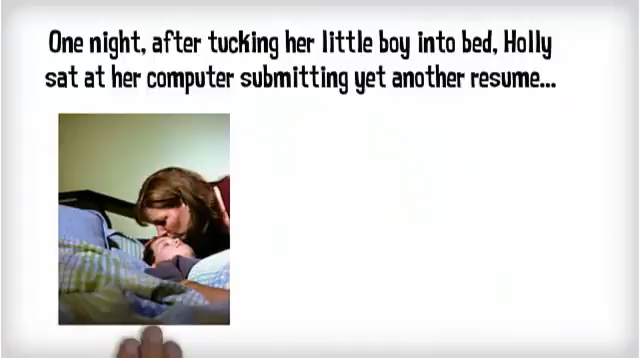 One night, after tucking her little boy into bed, Holly
sat at her computer submitting yet another resume...